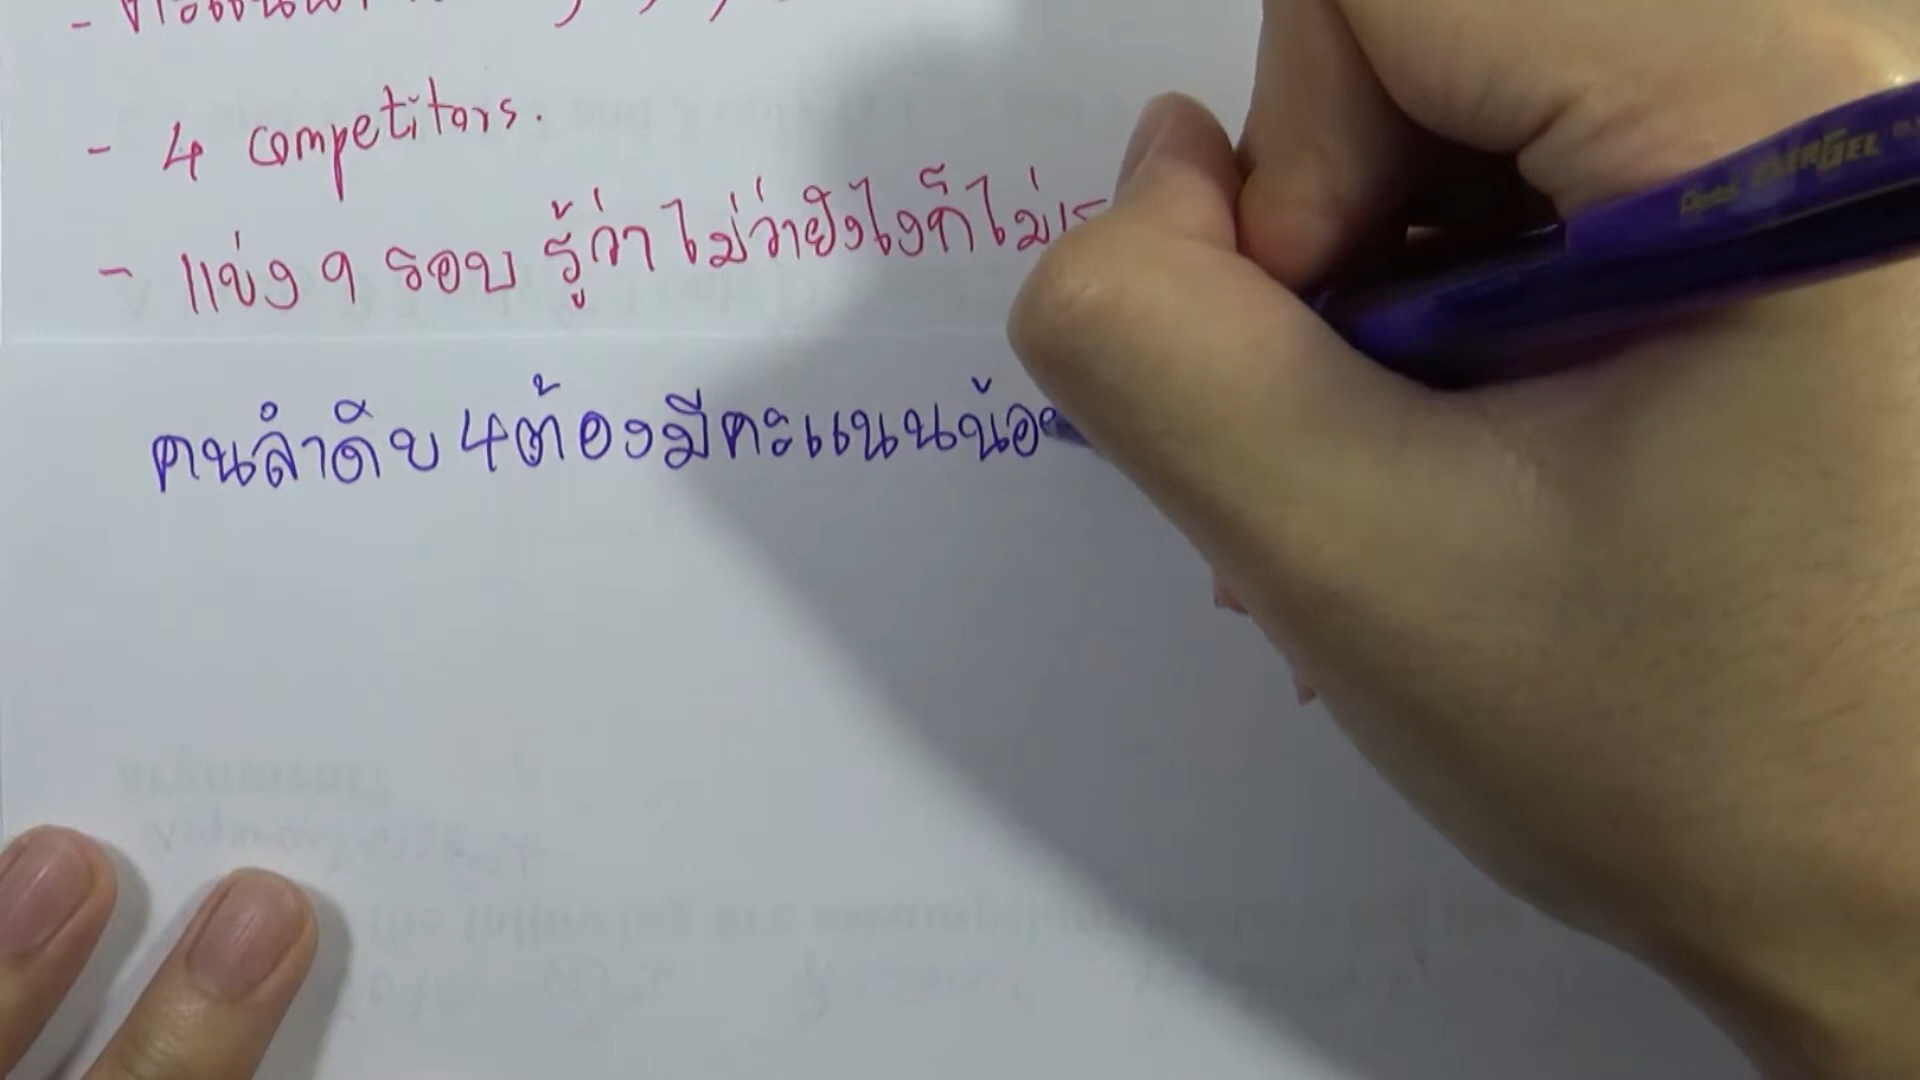 - 4 competitors.
- แข่ง 9 รอบ รู้ว่า ไม่ว่ายังไงก็ไม่
คนลำดับ 4 ต้องมีคะแนนน้อ